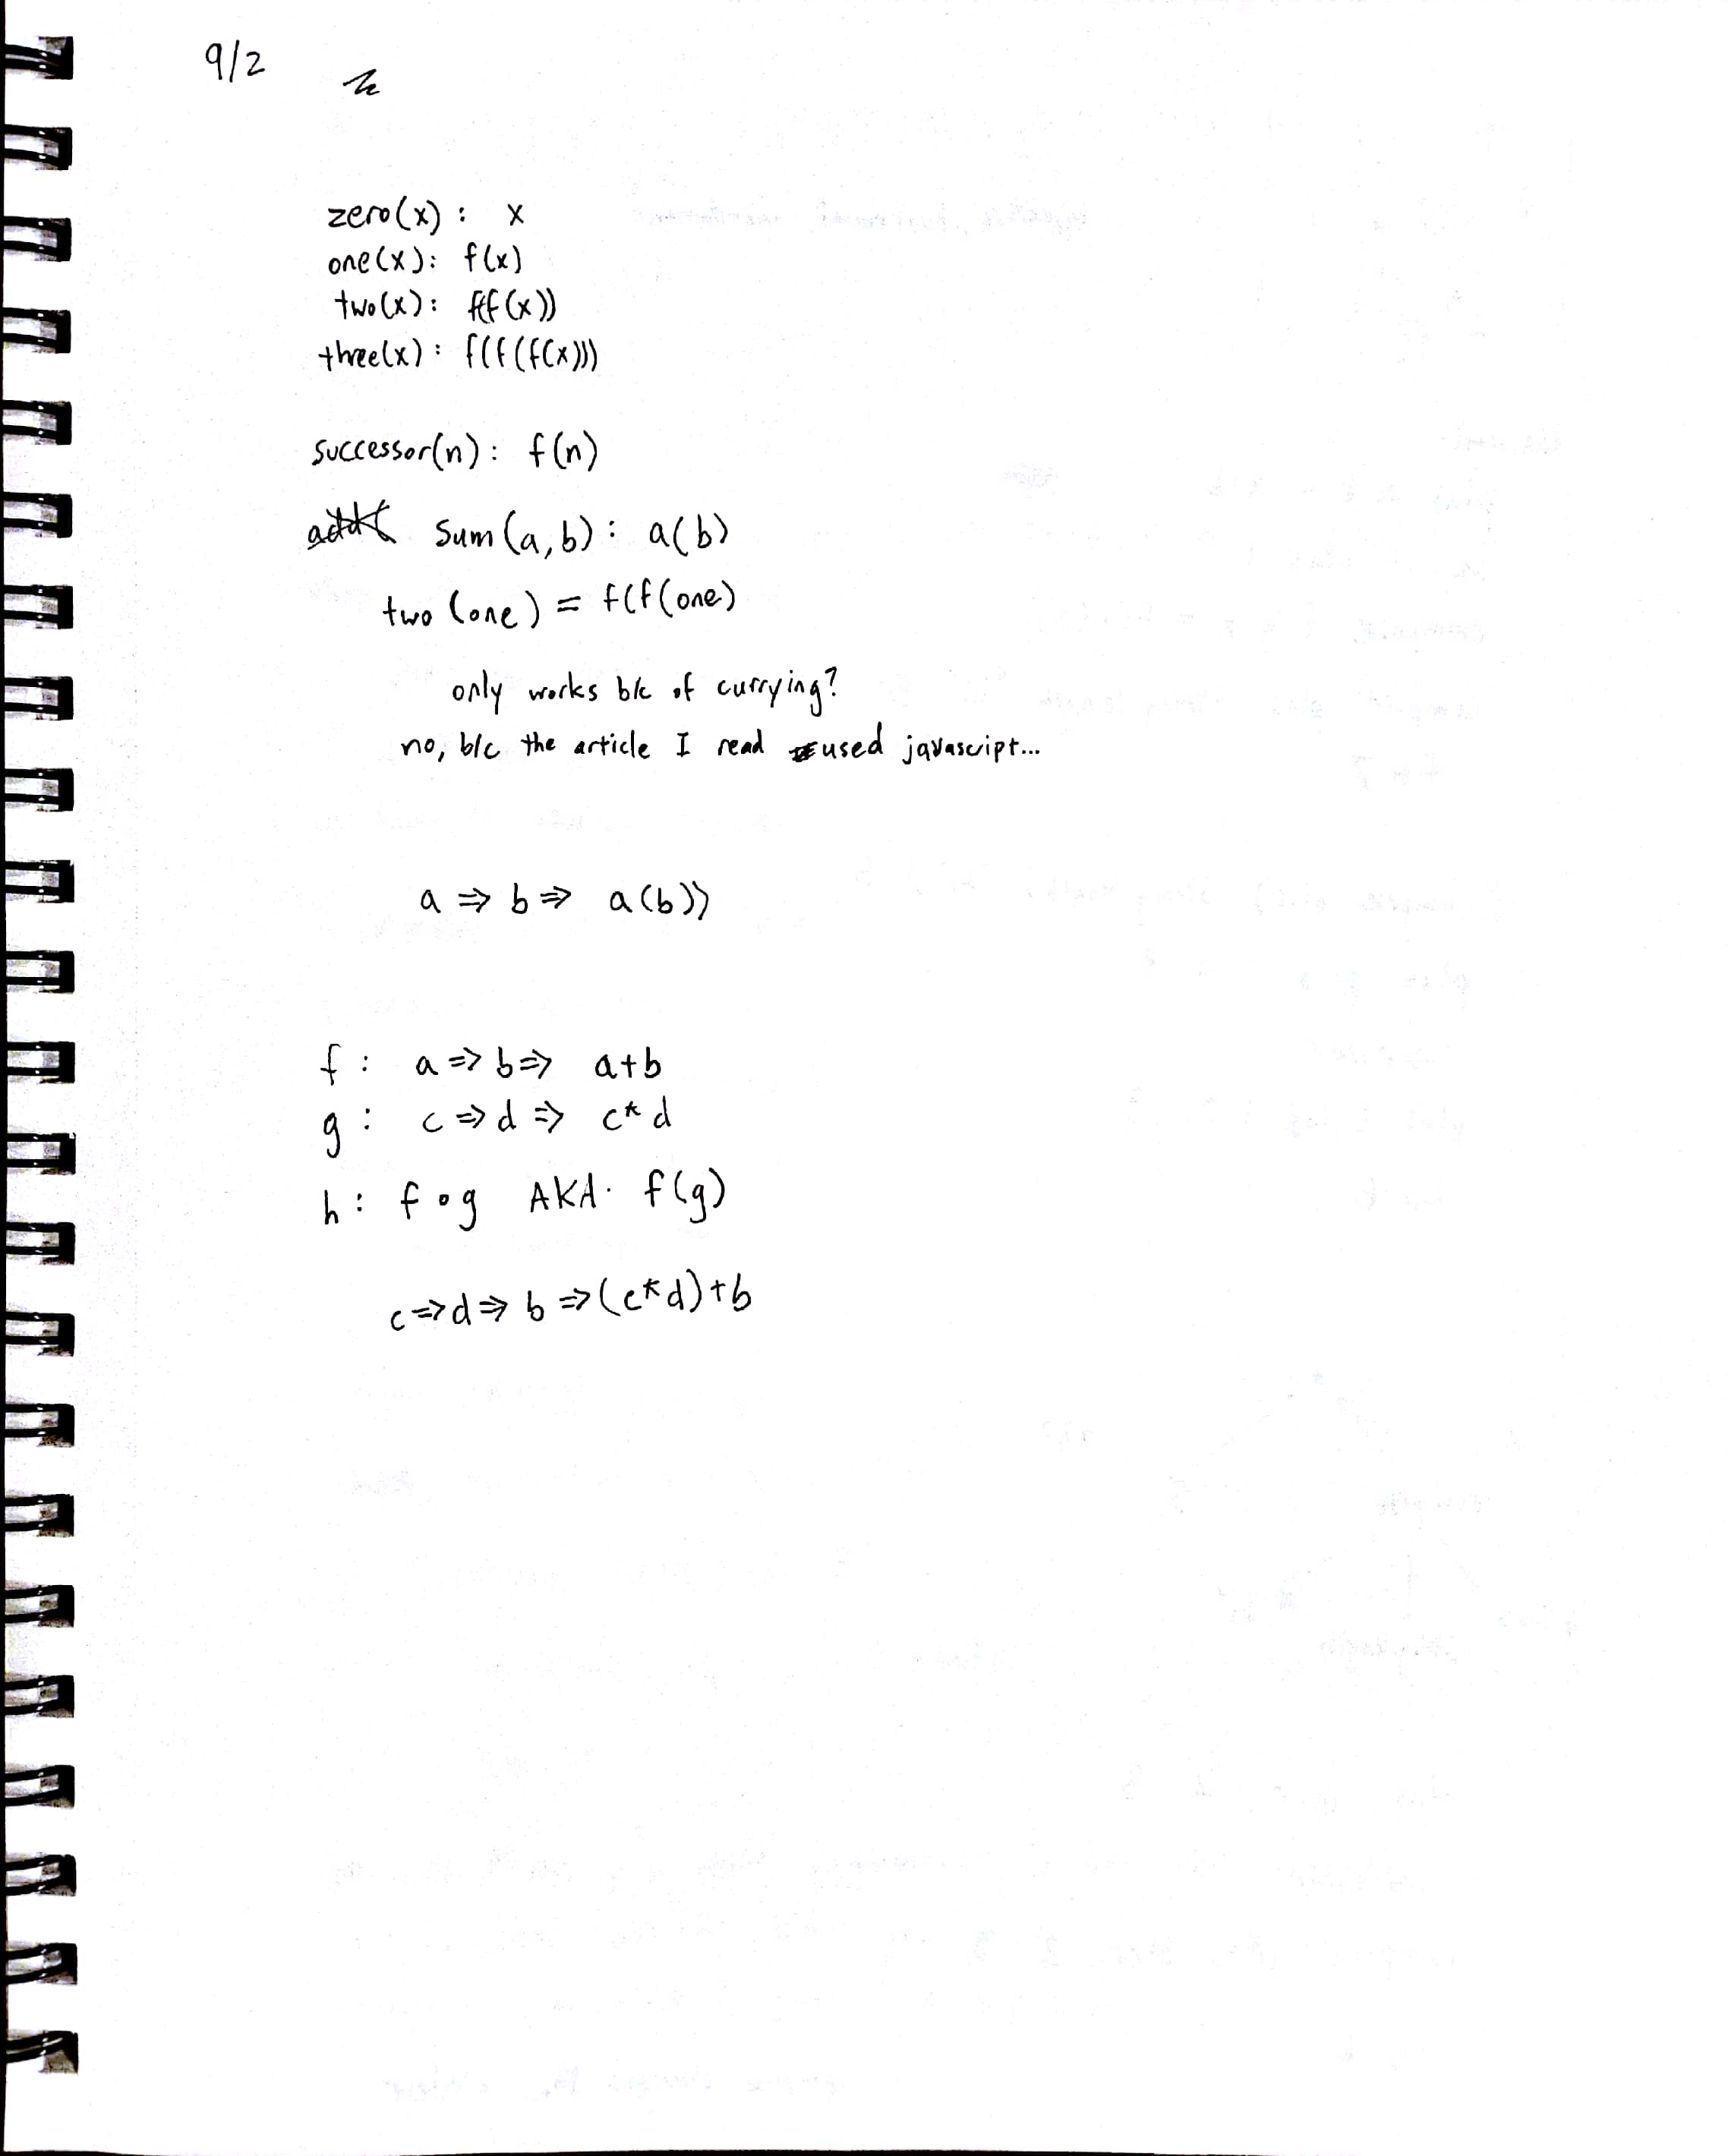 9/2
zero(x): x
one(x): f(x)
two(x): f(f(x))
three(x): f(f(f(x)))
successor(n): f(n)
add( sum(a,b): a(b)
two(one) = f(f(one)
only works b/c of currying?
no, b/c the article I read used javascript...
a => b => a(b))
f: a => b => a+b
g: c => d => c*d
h: f∘g AKA. f(g)
c => d => b => (c*d)+b